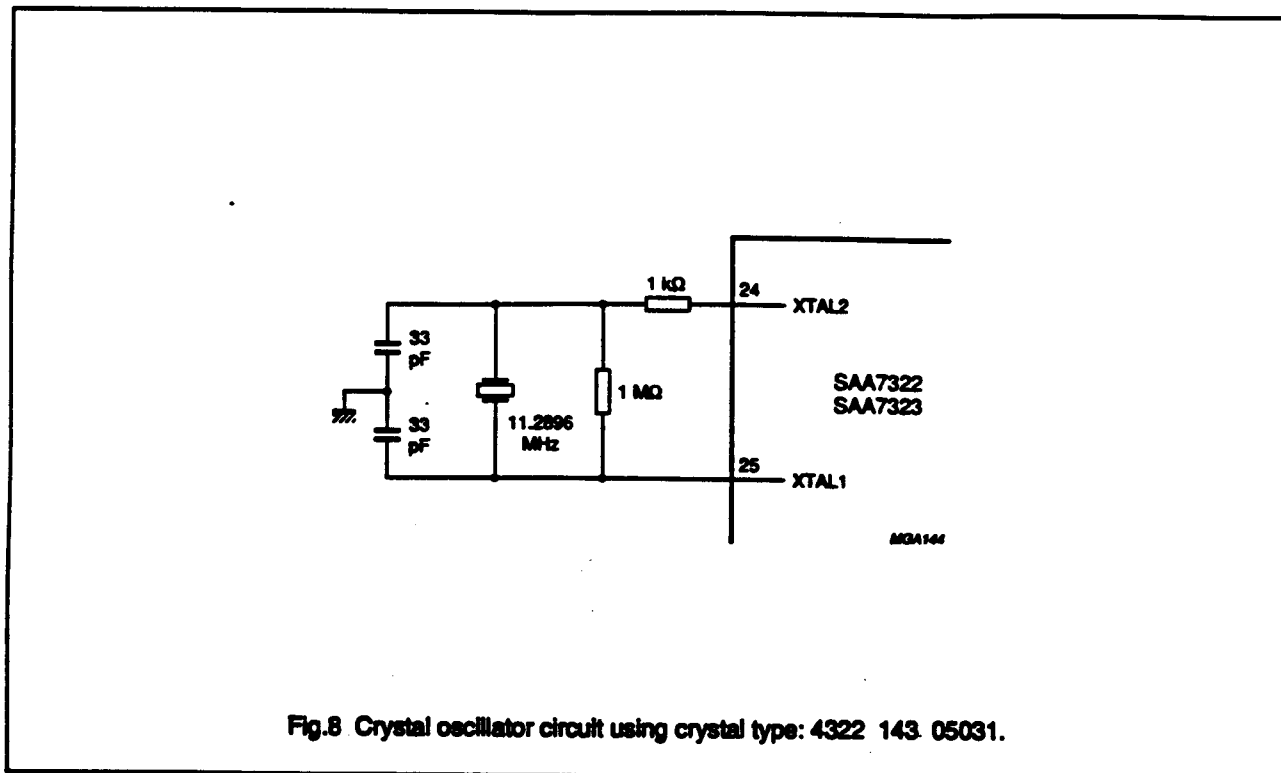 1 kΩ
24
XTAL2
33
pF
1 MΩ
SAA7322
SAA7323
11.2896
MHz
33
pF
25
XTAL1
MGA144
Fig.8 Crystal oscillator circuit using crystal type: 4322 143 05031.